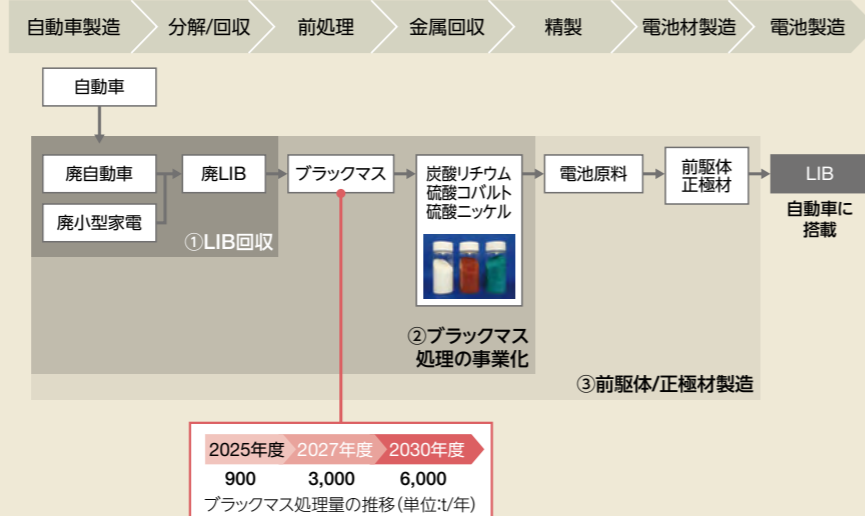 自動車製造
分解/回収
前処理
金属回収
精製
電池材製造
電池製造
自動車
廃自動車
廃小型家電
廃LIB
①LIB回収
ブラックマス
炭酸リチウム
硫酸コバルト
硫酸ニッケル
②ブラックマス
処理の事業化
電池原料
前駆体
正極材
③前駆体/正極材製造
LIB
自動車に
搭載
2025年度 2027年度 2030年度
900 3,000 6,000
ブラックマス処理量の推移(単位:t/年)